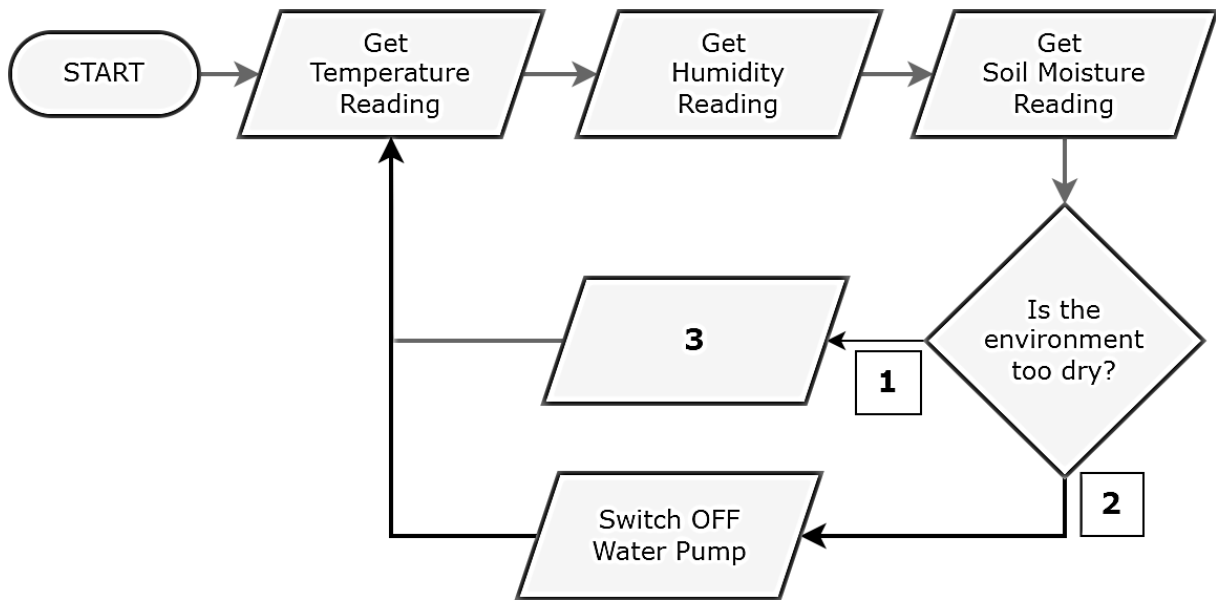 START
Get
Temperature
Reading
Get
Humidity
Reading
Get
Soil Moisture
Reading
Is the
environment
too dry?
3
1
2
Switch OFF
Water Pump